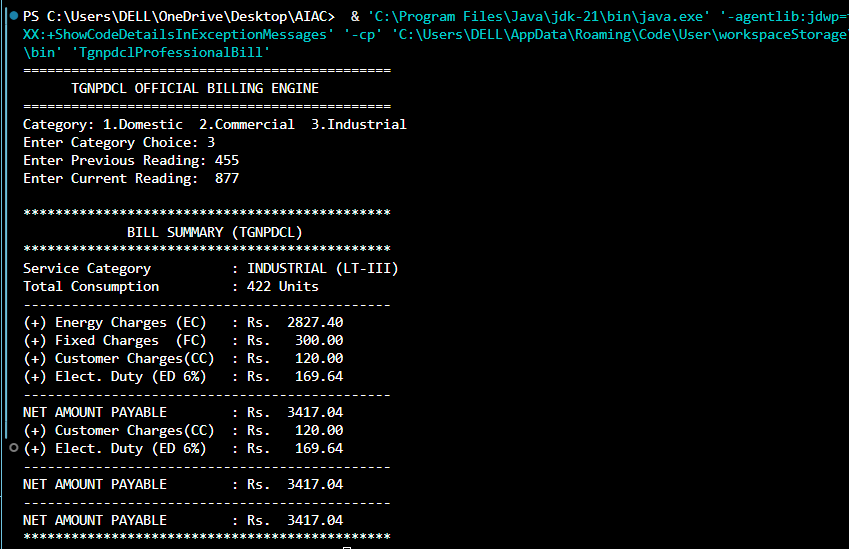 PS C:\Users\DELL\OneDrive\Desktop\AIAC>  & 'C:\Program Files\Java\jdk-21\bin\java.exe' '-agentlib:jdwp=
XX:+ShowCodeDetailsInExceptionMessages' '-cp' 'C:\Users\DELL\AppData\Roaming\Code\User\workspaceStorage
\bin' 'TgnpdclProfessionalBill'
==============================================
      TGNPDCL OFFICIAL BILLING ENGINE
==============================================
Category: 1.Domestic  2.Commercial  3.Industrial
Enter Category Choice: 3
Enter Previous Reading: 455
Enter Current Reading:  877

**********************************************
             BILL SUMMARY (TGNPDCL)
**********************************************
Service Category          : INDUSTRIAL (LT-III)
Total Consumption         : 422 Units
----------------------------------------------
(+) Energy Charges (EC)   : Rs.  2827.40
(+) Fixed Charges  (FC)   : Rs.   300.00
(+) Customer Charges(CC)  : Rs.   120.00
(+) Elect. Duty (ED 6%)   : Rs.   169.64
----------------------------------------------
NET AMOUNT PAYABLE        : Rs.  3417.04
(+) Customer Charges(CC)  : Rs.   120.00
(+) Elect. Duty (ED 6%)   : Rs.   169.64
----------------------------------------------
NET AMOUNT PAYABLE        : Rs.  3417.04
----------------------------------------------
NET AMOUNT PAYABLE        : Rs.  3417.04
**********************************************